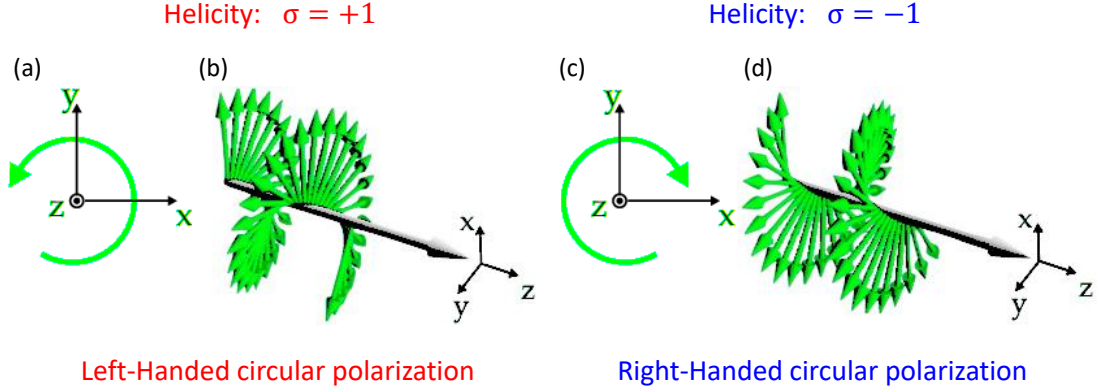 Helicity: σ = +1
Helicity: σ = −1
(a)
(b)
(c)
(d)
y
x
z
x
y
z
y
x
z
x
y
z
Left-Handed circular polarization
Right-Handed circular polarization